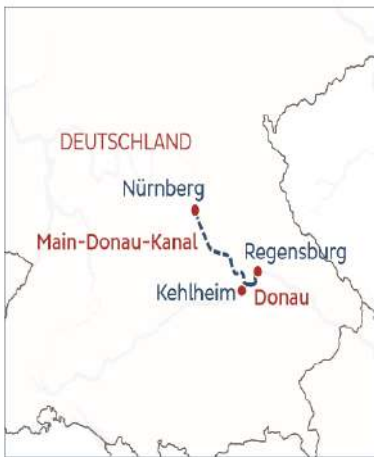 DEUTSCHLAND
Nürnberg
Main-Donau-Kanal
Regensburg
Kehlheim
Donau